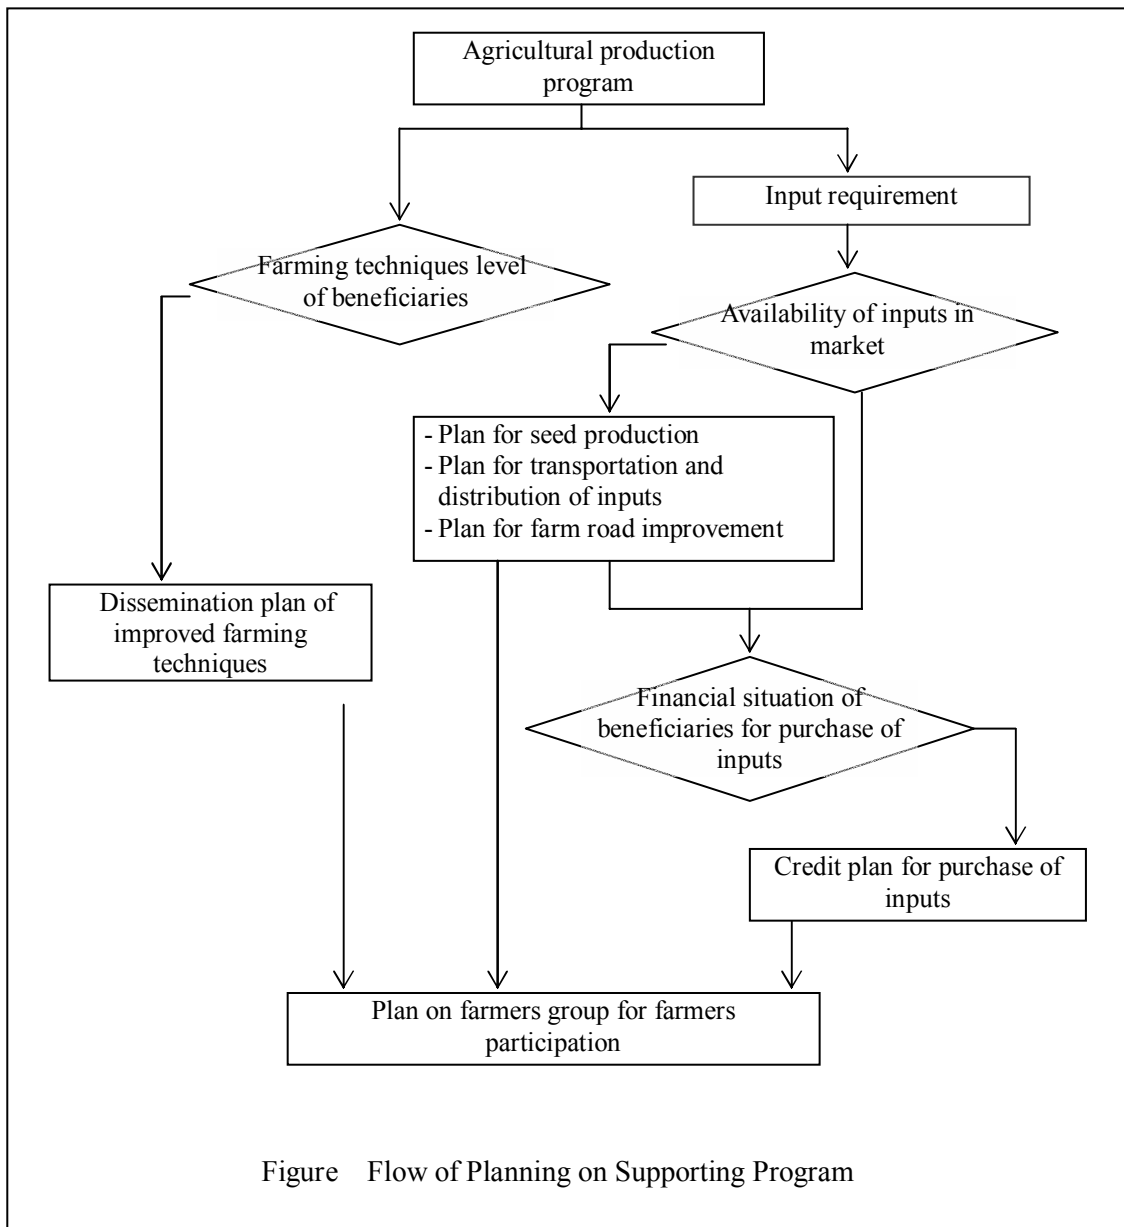 Agricultural production
program
Input requirement
Farming techniques level
of beneficiaries
Availability of inputs in
market
- Plan for seed production
- Plan for transportation and
distribution of inputs
- Plan for farm road improvement
Dissemination plan of
improved farming
techniques
Financial situation of
beneficiaries for purchase of
inputs
Credit plan for purchase of
inputs
Plan on farmers group for farmers
participation
Figure Flow of Planning on Supporting Program